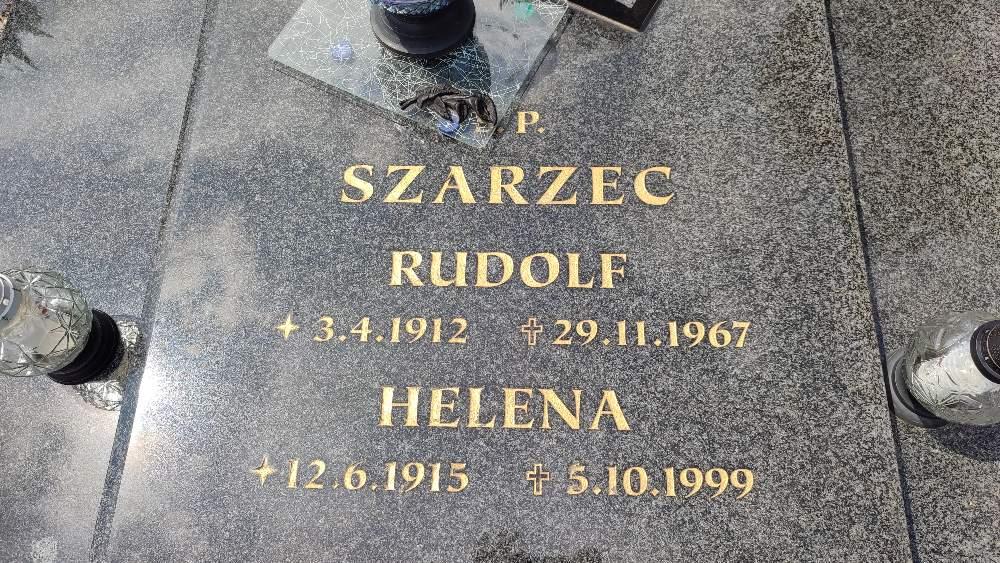 P.
SZARZEC
RUDOLF
3.4.1912 29.11.1967
HELENA
12.6.1915 5.10.1999